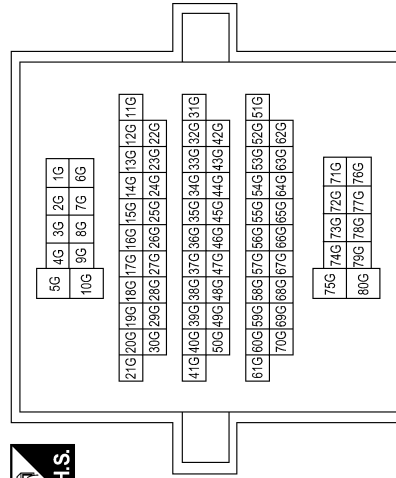 5G 4G 3G 2G 1G
10G 9G 8G 7G 6G
21G 20G 19G 18G 17G 16G 15G 14G 13G 12G 11G
30G 29G 28G 27G 26G 25G 24G 23G 22G
41G 40G 39G 38G 37G 36G 35G 34G 33G 32G 31G
50G 49G 48G 47G 46G 45G 44G 43G 42G
61G 60G 59G 58G 57G 56G 55G 54G 53G 52G 51G
70G 69G 68G 67G 66G 65G 64G 63G 62G
75G 74G 73G 72G 71G
80G 79G 78G 77G 76G
H.S.